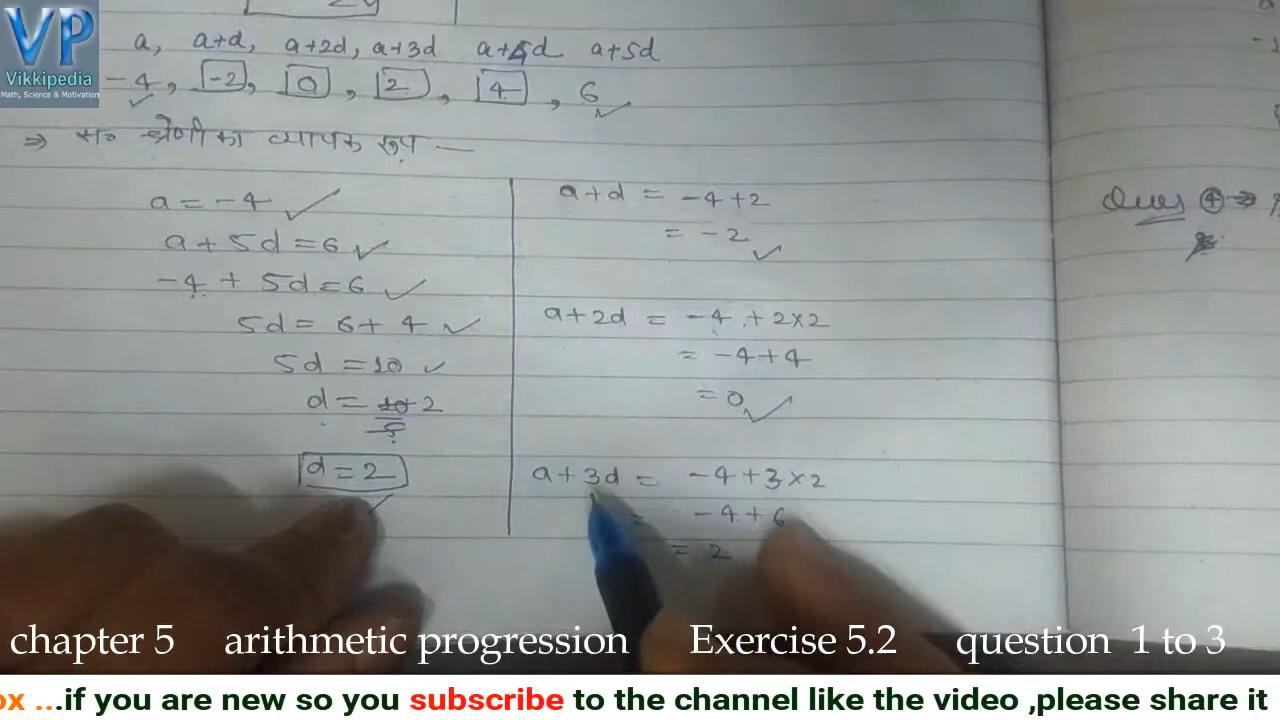 VP
Vikkipedia
Math, Science & Motivation
a, a+d, a+2d, a+3d a+4d a+5d
-4, -2, 0, 2, 4, 6
⇒ स० श्रेणी का व्यापक रूप —
a = -4
a + 5d = 6
-4 + 5d = 6
5d = 6 + 4
5d = 10
d = 2
d = 2
a+d = -4+2
= -2
a+2d = -4 + 2×2
= -4+4
= 0
a+3d = -4+3×2
= -4+6
= 2
Ques ④ →
chapter 5 arithmetic progression Exercise 5.2 question 1 to 3
...if you are new so you subscribe to the channel like the video ,please share it